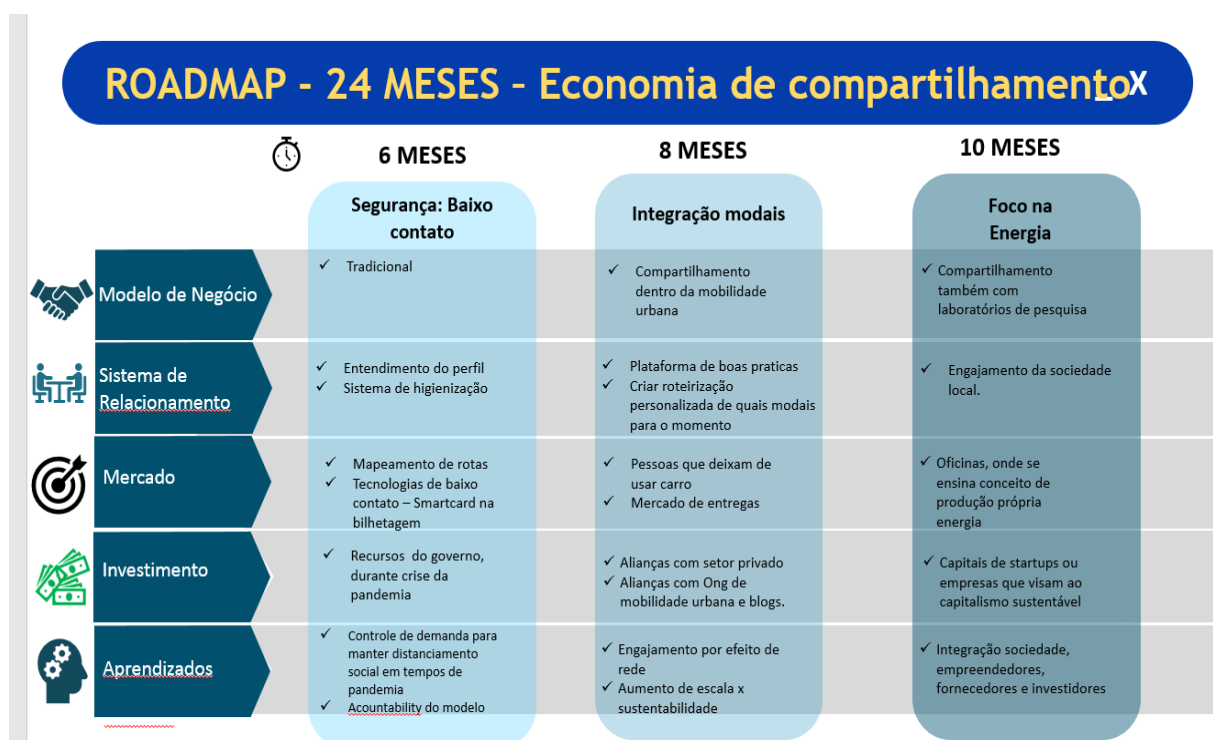 ROADMAP - 24 MESES – Economia de compartilhamento
_ X
6 MESES
8 MESES
10 MESES
Segurança: Baixo
contato
Integração modais
Foco na
Energia
Modelo de Negócio
✓ Tradicional
✓ Compartilhamento
dentro da mobilidade
urbana
✓ Compartilhamento
também com
laboratórios de pesquisa
Sistema de
Relacionamento
✓ Entendimento do perfil
✓ Sistema de higienização
✓ Plataforma de boas praticas
✓ Criar roteirização
personalizada de quais modais
para o momento
✓ Engajamento da sociedade
local.
Mercado
✓ Mapeamento de rotas
✓ Tecnologias de baixo
contato – Smartcard na
bilhetagem
✓ Pessoas que deixam de
usar carro
✓ Mercado de entregas
✓ Oficinas, onde se
ensina conceito de
produção própria
energia
Investimento
✓ Recursos do governo,
durante crise da
pandemia
✓ Alianças com setor privado
✓ Alianças com Ong de
mobilidade urbana e blogs.
✓ Capitais de startups ou
empresas que visam ao
capitalismo sustentável
Aprendizados
✓ Controle de demanda para
manter distanciamento
social em tempos de
pandemia
✓ Acountability do modelo
✓ Engajamento por efeito de
rede
✓ Aumento de escala x
sustentabilidade
✓ Integração sociedade,
empreendedores,
fornecedores e investidores